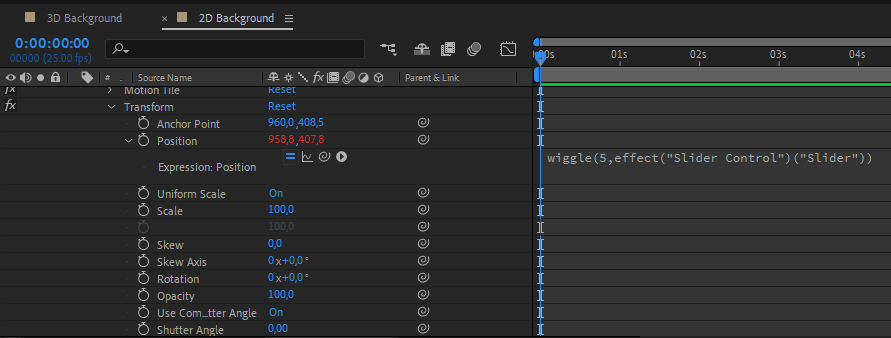 3D Background × 2D Background
0:00:00:00
00000 (25.00 fps)
:00s 01s 02s 03s 04s
# . Source Name fx Parent & Link
fx Motion Tile Reset
fx Transform Reset
Anchor Point 960,0,408,5
Position 958,8,407,8
Expression: Position wiggle(5,effect("Slider Control")("Slider"))
Uniform Scale On
Scale 100,0
100,0
Skew 0,0
Skew Axis 0x+0,0°
Rotation 0x+0,0°
Opacity 100,0
Use Com...tter Angle On
Shutter Angle 0,00